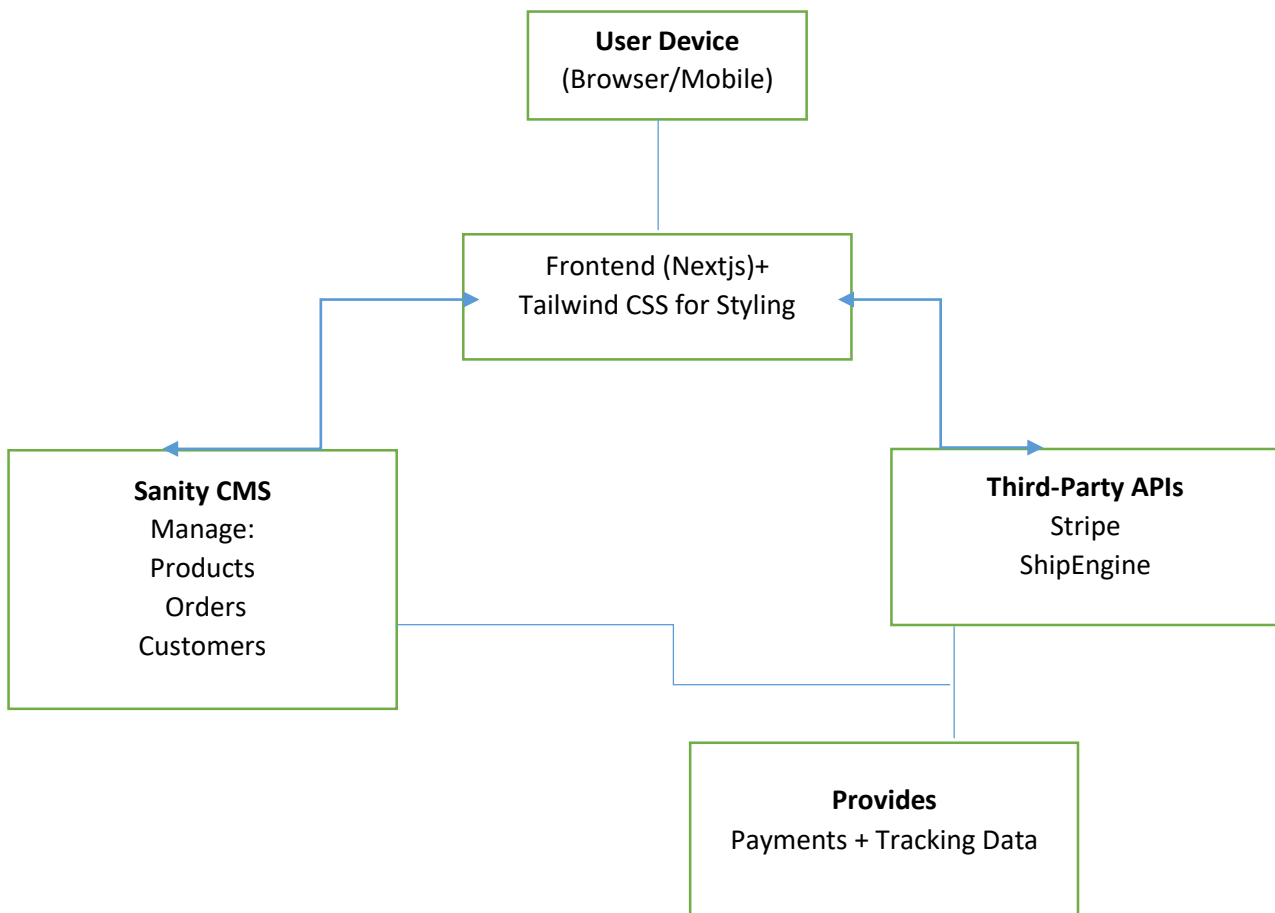 User Device
(Browser/Mobile)
Frontend (Nextjs)+
Tailwind CSS for Styling
Sanity CMS
Manage:
Products
Orders
Customers
Third-Party APIs
Stripe
ShipEngine
Provides
Payments + Tracking Data